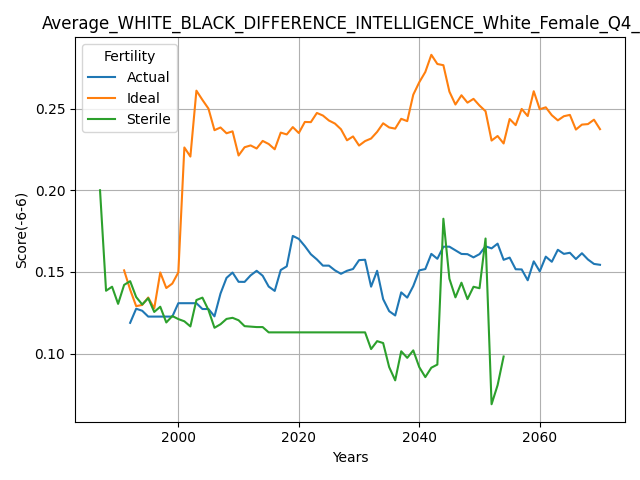 Average_WHITE_BLACK_DIFFERENCE_INTELLIGENCE_White_Female_Q4_
Fertility
Actual
Ideal
Sterile
Score(-6-6)
0.25
0.20
0.15
0.10
2000 2020 2040 2060
Years